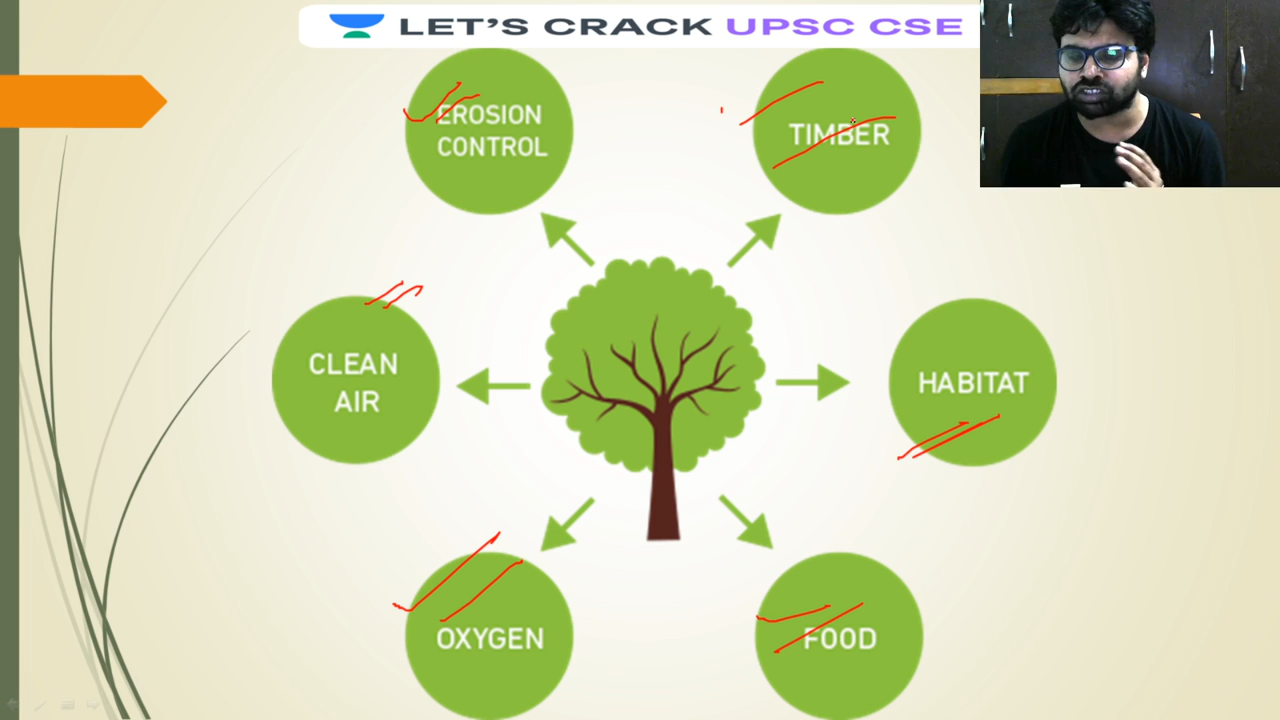 LET'S CRACK UPSC CSE
EROSION
CONTROL
TIMBER
CLEAN
AIR
HABITAT
OXYGEN
FOOD